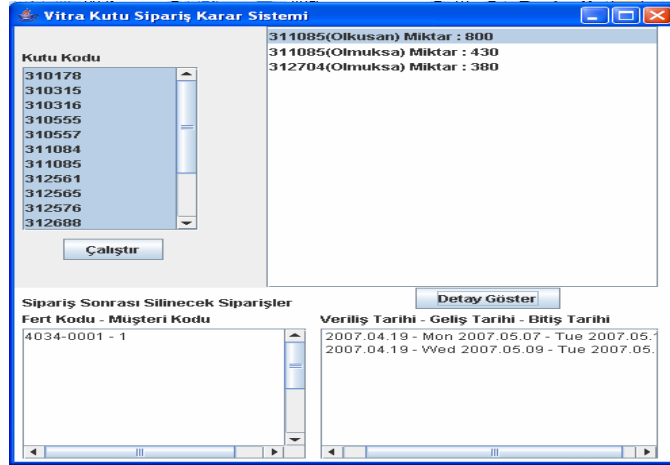 Vitra Kutu Sipariş Karar Sistemi
311085(Olkusan) Miktar : 800
311085(Olmuksa) Miktar : 430
312704(Olmuksa) Miktar : 380
Kutu Kodu
310178
310315
310316
310555
310557
311084
311085
312561
312565
312576
312688
Çalıştır
Detay Göster
Sipariş Sonrası Silinecek Siparişler
Fert Kodu - Müşteri Kodu
4034-0001 - 1
Veriliş Tarihi - Geliş Tarihi - Bitiş Tarihi
2007.04.19 - Mon 2007.05.07 - Tue 2007.05.
2007.04.19 - Wed 2007.05.09 - Tue 2007.05.